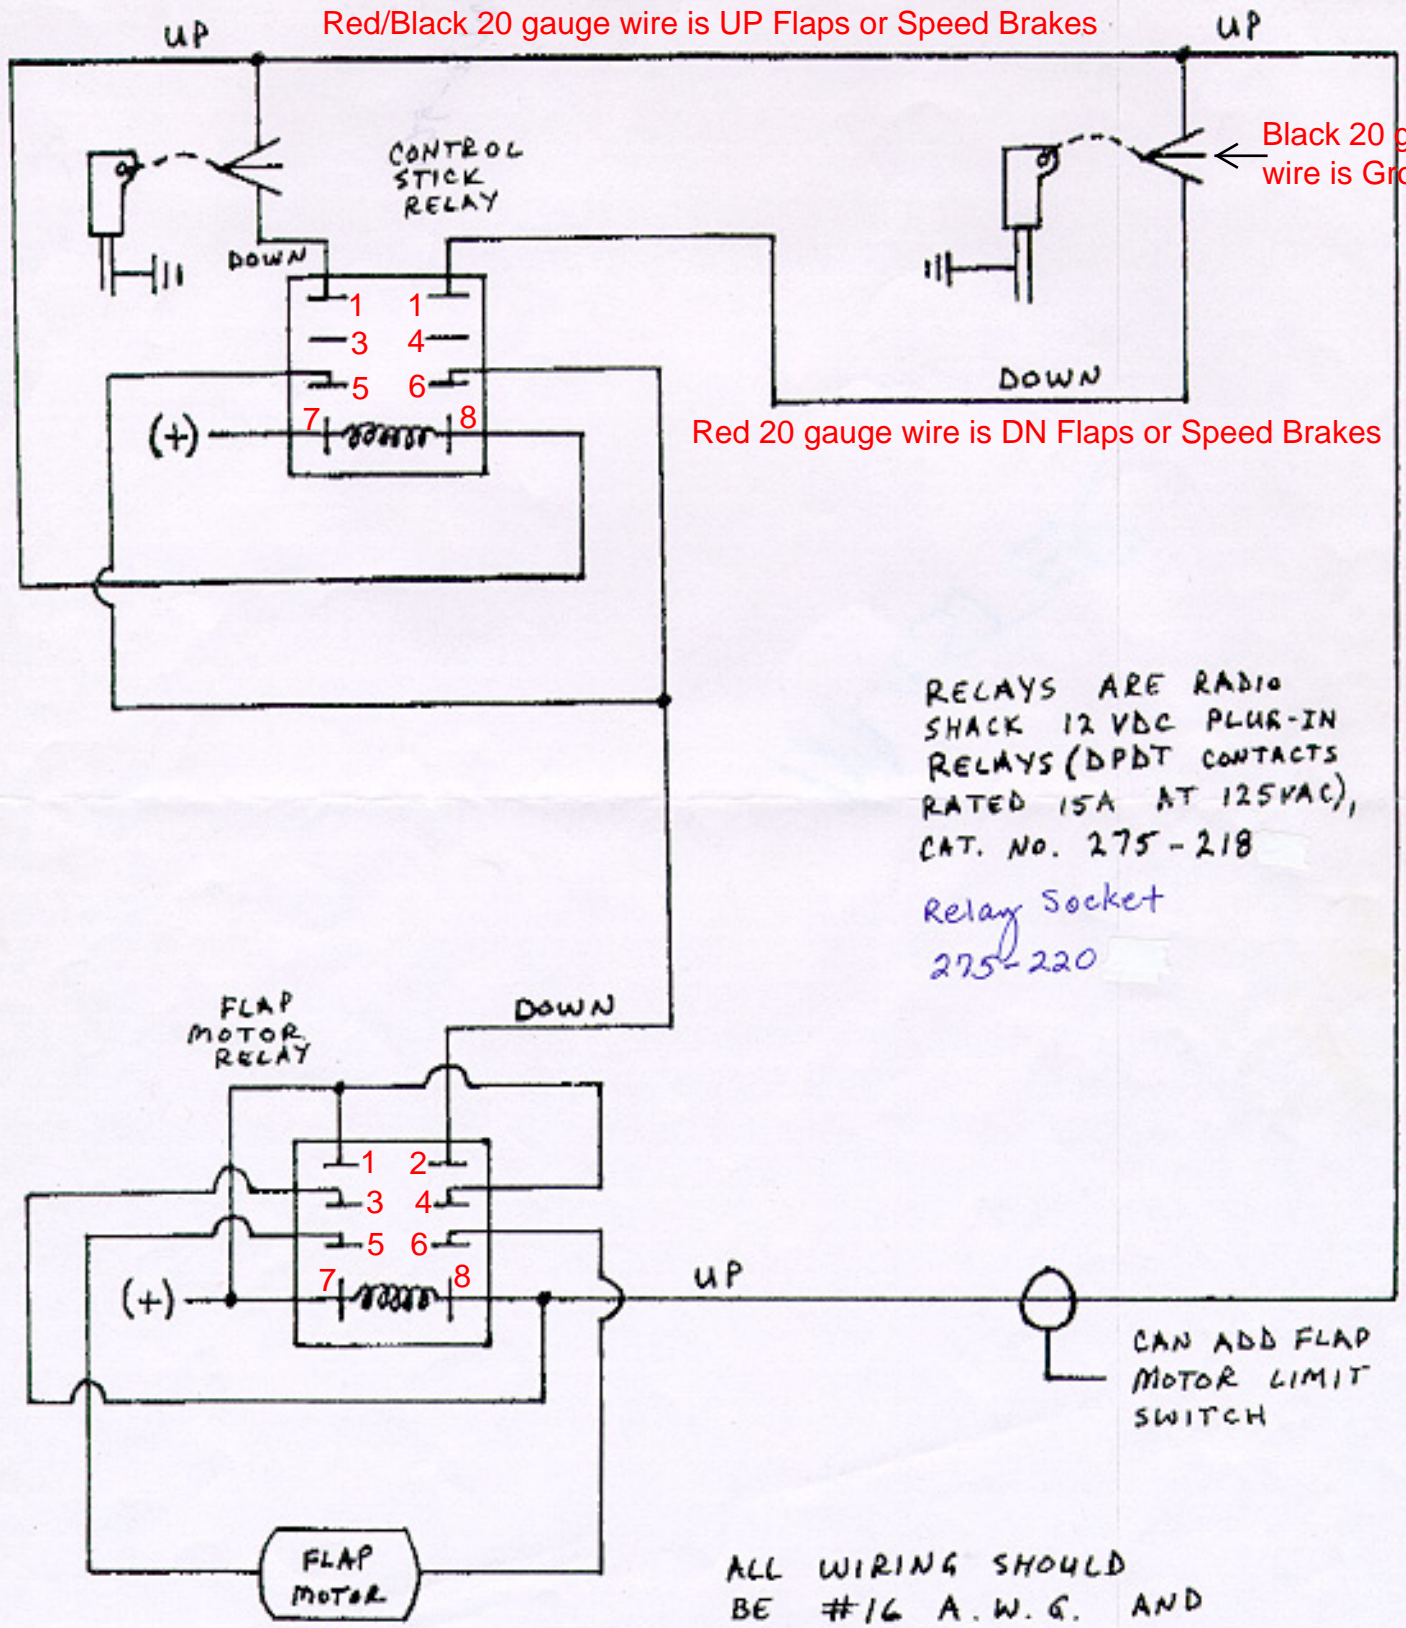 Red/Black 20 gauge wire is UP Flaps or Speed Brakes
UP
UP
Black 20 g
wire is Gro
CONTROL
STICK
RELAY
DOWN
1 1
3 4
5 6
7 8
(+)
DOWN
Red 20 gauge wire is DN Flaps or Speed Brakes
RELAYS ARE RADIO
SHACK 12 VDC PLUG-IN
RELAYS (DPDT CONTACTS
RATED 15A AT 125VAC),
CAT. NO. 275-218
Relay Socket
275-220
FLAP
MOTOR
RELAY
DOWN
1 2
3 4
5 6
7 8
(+)
UP
CAN ADD FLAP
MOTOR LIMIT
SWITCH
FLAP
MOTOR
ALL WIRING SHOULD
BE #16 A.W.G. AND